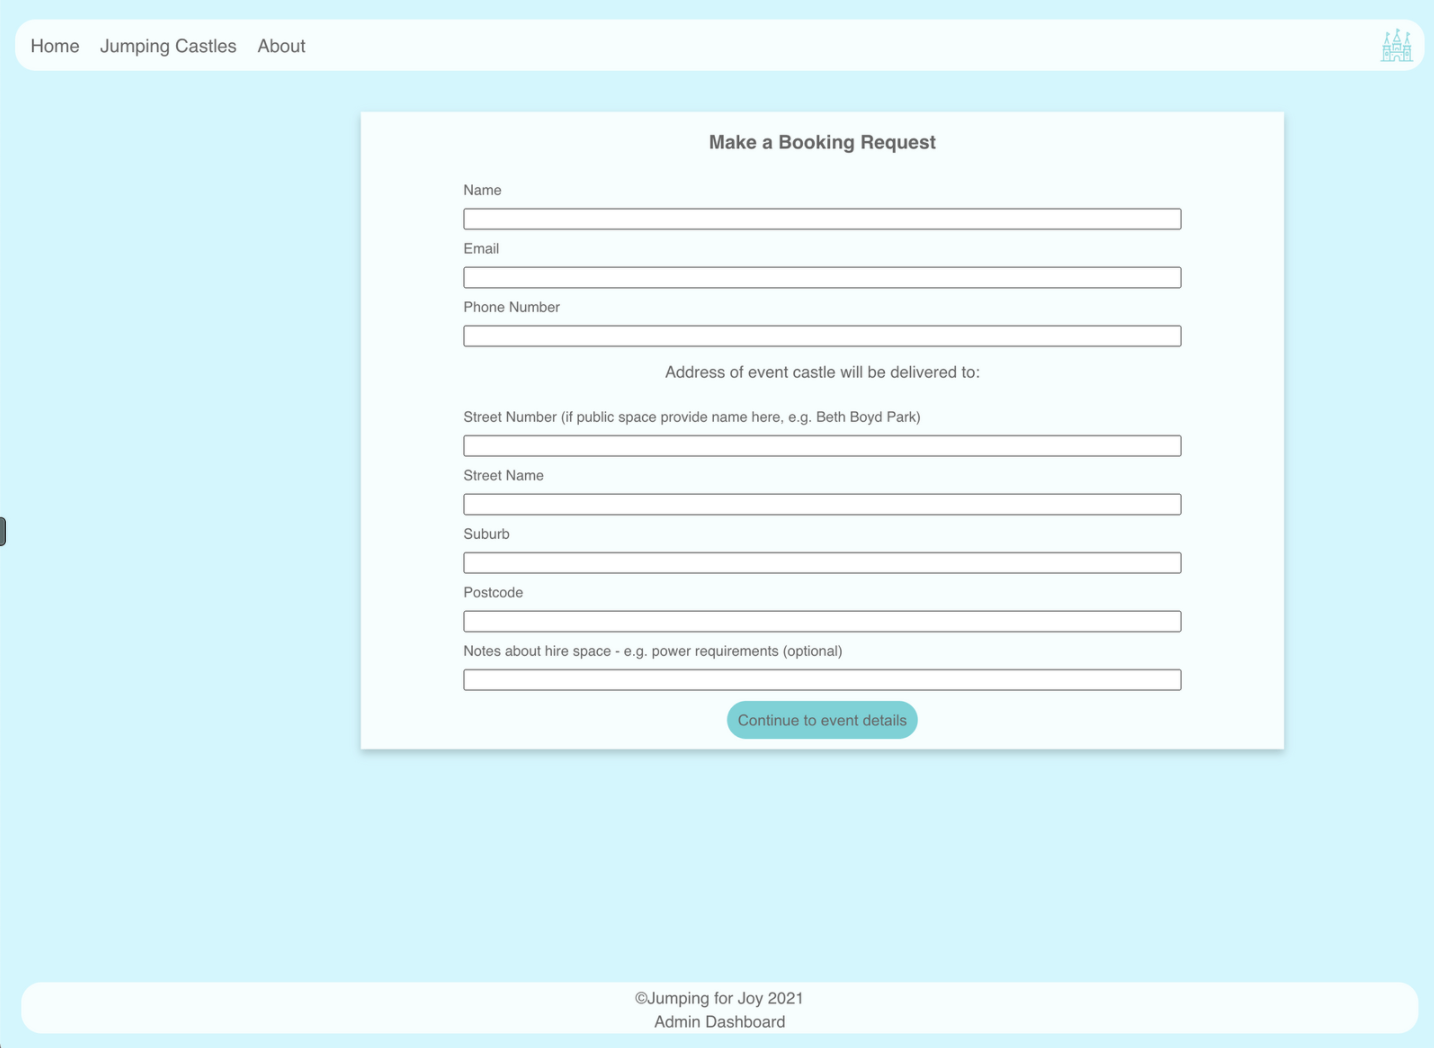 Home Jumping Castles About
Make a Booking Request
Name
Email
Phone Number
Address of event castle will be delivered to:
Street Number (if public space provide name here, e.g. Beth Boyd Park)
Street Name
Suburb
Postcode
Notes about hire space - e.g. power requirements (optional)
Continue to event details
©Jumping for Joy 2021
Admin Dashboard